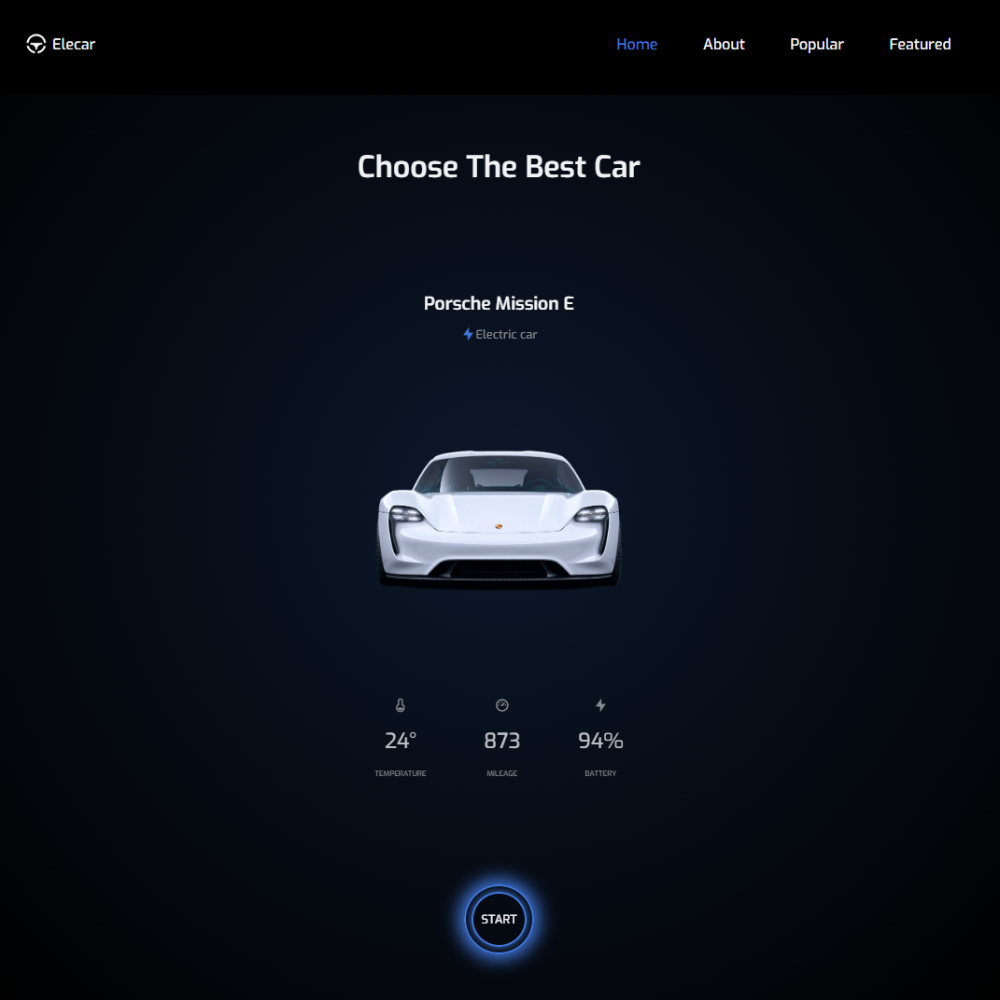 Elecar
Home About Popular Featured
Choose The Best Car
Porsche Mission E
Electric car
24° 873 94%
TEMPERATURE MILEAGE BATTERY
START